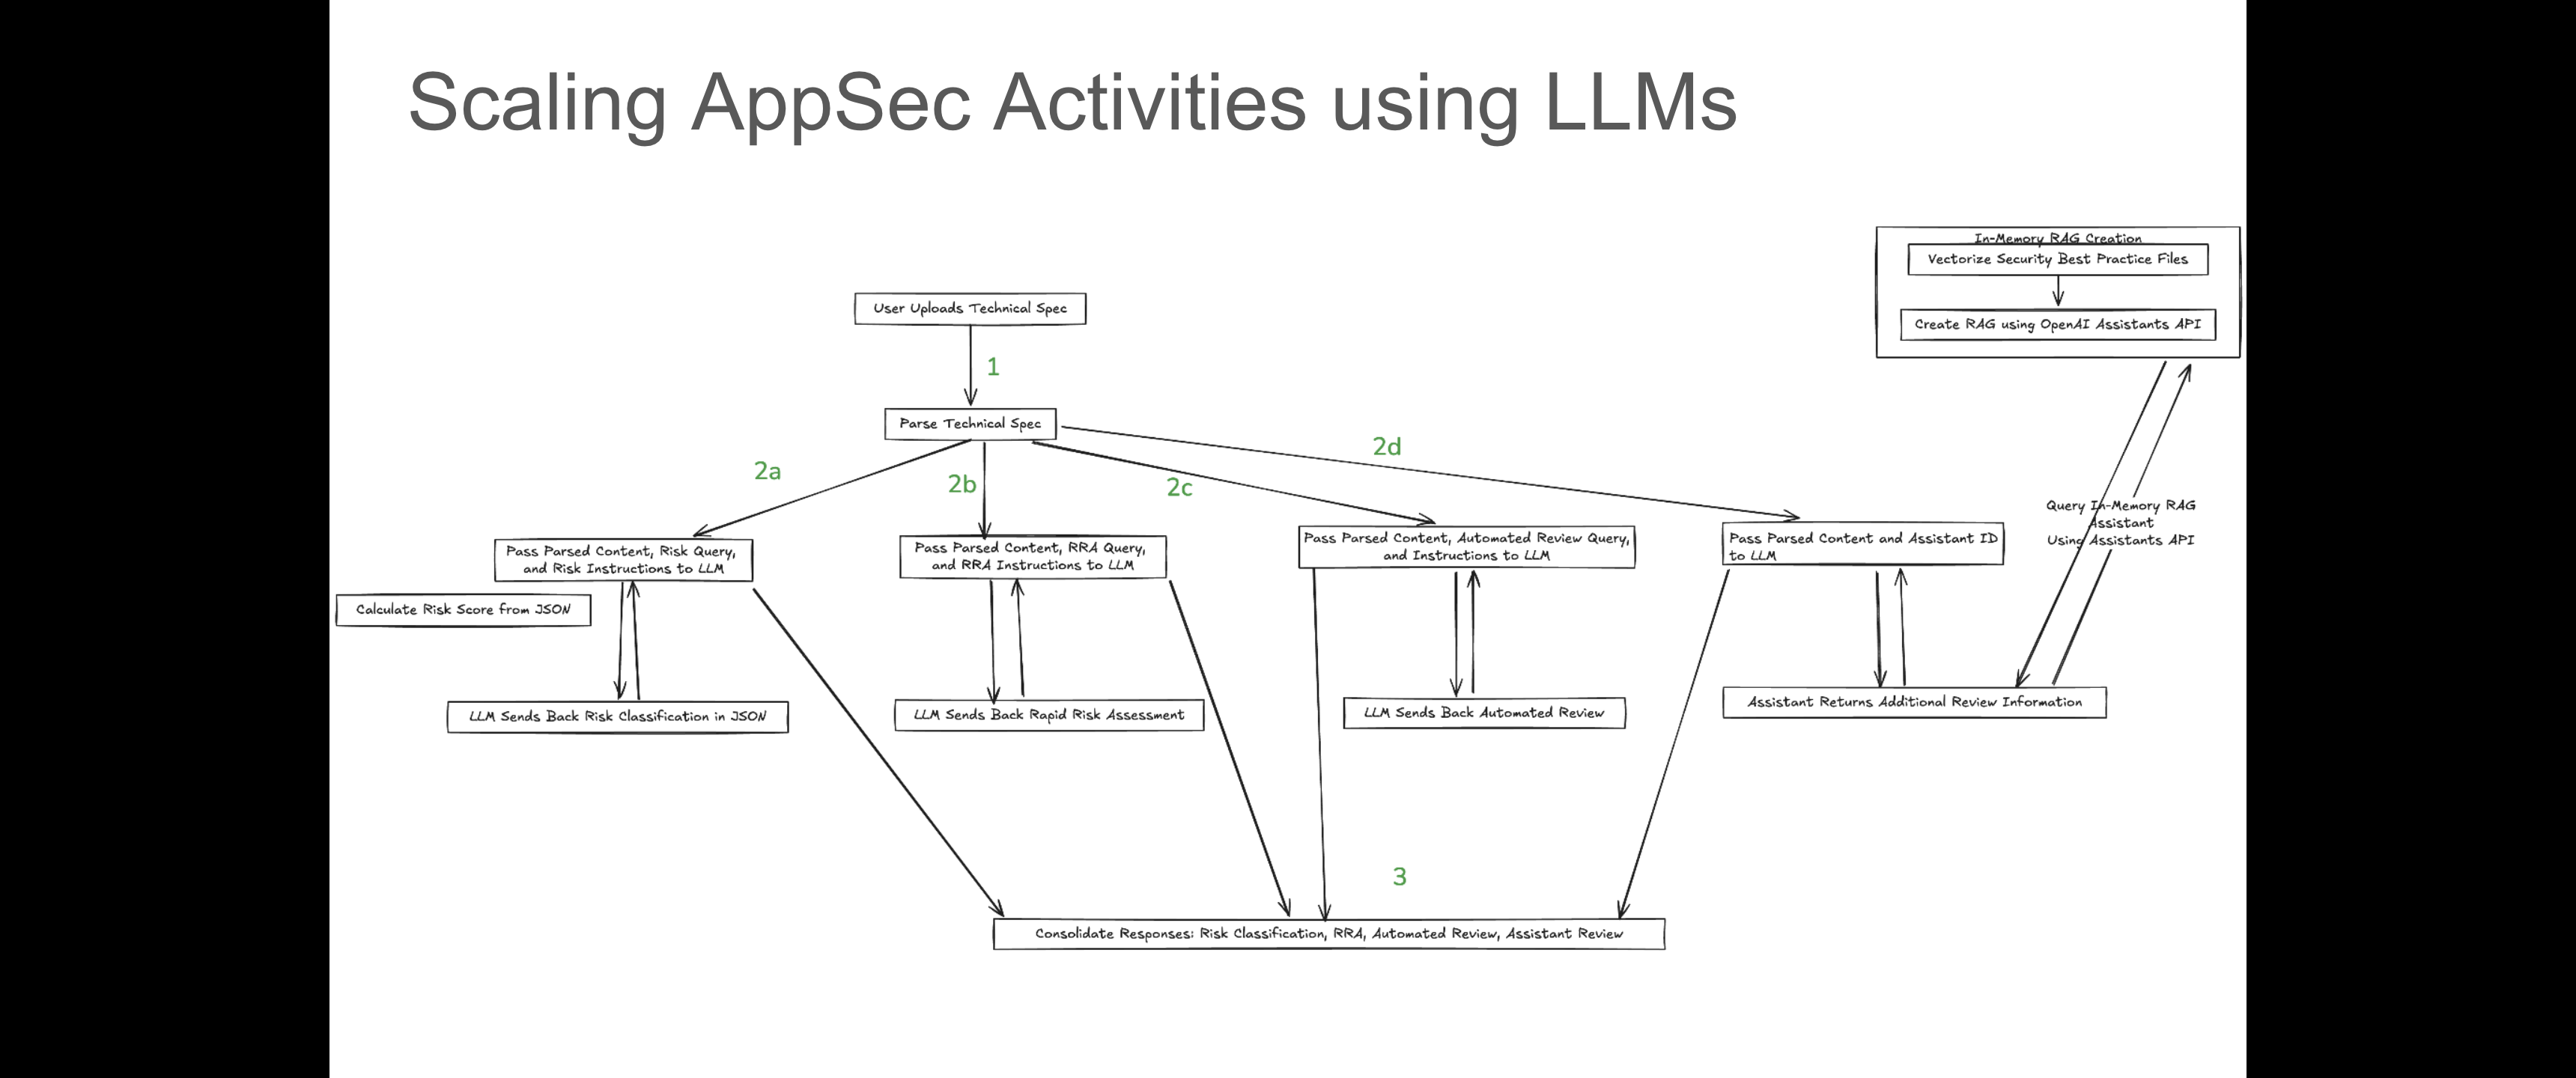 Scaling AppSec Activities using LLMs
In-Memory RAG Creation
Vectorize Security Best Practice Files
Create RAG using OpenAI Assistants API
User Uploads Technical Spec
1
Parse Technical Spec
2a
2b
2c
2d
Pass Parsed Content, Risk Query,
and Risk Instructions to LLM
Pass Parsed Content, RRA Query,
and RRA Instructions to LLM
Pass Parsed Content, Automated Review Query,
and Instructions to LLM
Pass Parsed Content and Assistant ID
to LLM
Query In-Memory RAG
Assistant
Using Assistants API
Calculate Risk Score from JSON
LLM Sends Back Risk Classification in JSON
LLM Sends Back Rapid Risk Assessment
LLM Sends Back Automated Review
Assistant Returns Additional Review Information
3
Consolidate Responses: Risk Classification, RRA, Automated Review, Assistant Review